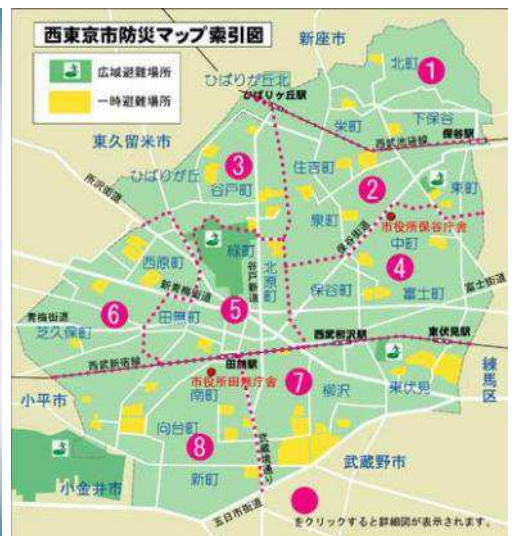 西東京市防災マップ索引図
広域避難場所
一時避難場所
新座市
北町
1
ひばりが丘北
ひばりヶ丘駅
栄町
下保谷
西武池袋線
保谷駅
東久留米市
ひばりが丘
3
谷戸町
住吉町
2
東町
所沢街道
泉町
保谷街道
市役所保谷庁舎
中町
緑町
谷戸新道
北原町
西原町
4
新青梅街道
5
保谷町
富士町
富士街道
6
青梅街道
田無町
芝久保町
西武柳沢駅
東伏見駅
西武新宿線
田無駅
市役所田無庁舎
練馬区
小平市
南町
7
柳沢
東伏見
向台町
8
武蔵境通り
武蔵野市
新町
小金井市
五日市街道
をクリックすると詳細図が表示されます。